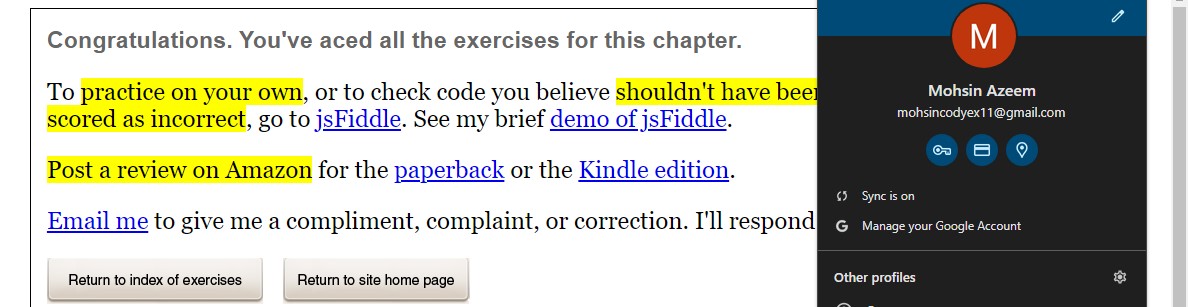 Congratulations. You've aced all the exercises for this chapter.
To practice on your own, or to check code you believe shouldn't have been
scored as incorrect, go to jsFiddle. See my brief demo of jsFiddle.
Post a review on Amazon for the paperback or the Kindle edition.
Email me to give me a compliment, complaint, or correction. I'll respond
Return to index of exercises
Return to site home page
M
Mohsin Azeem
mohsincodyex11@gmail.com
Sync is on
G
Manage your Google Account
Other profiles